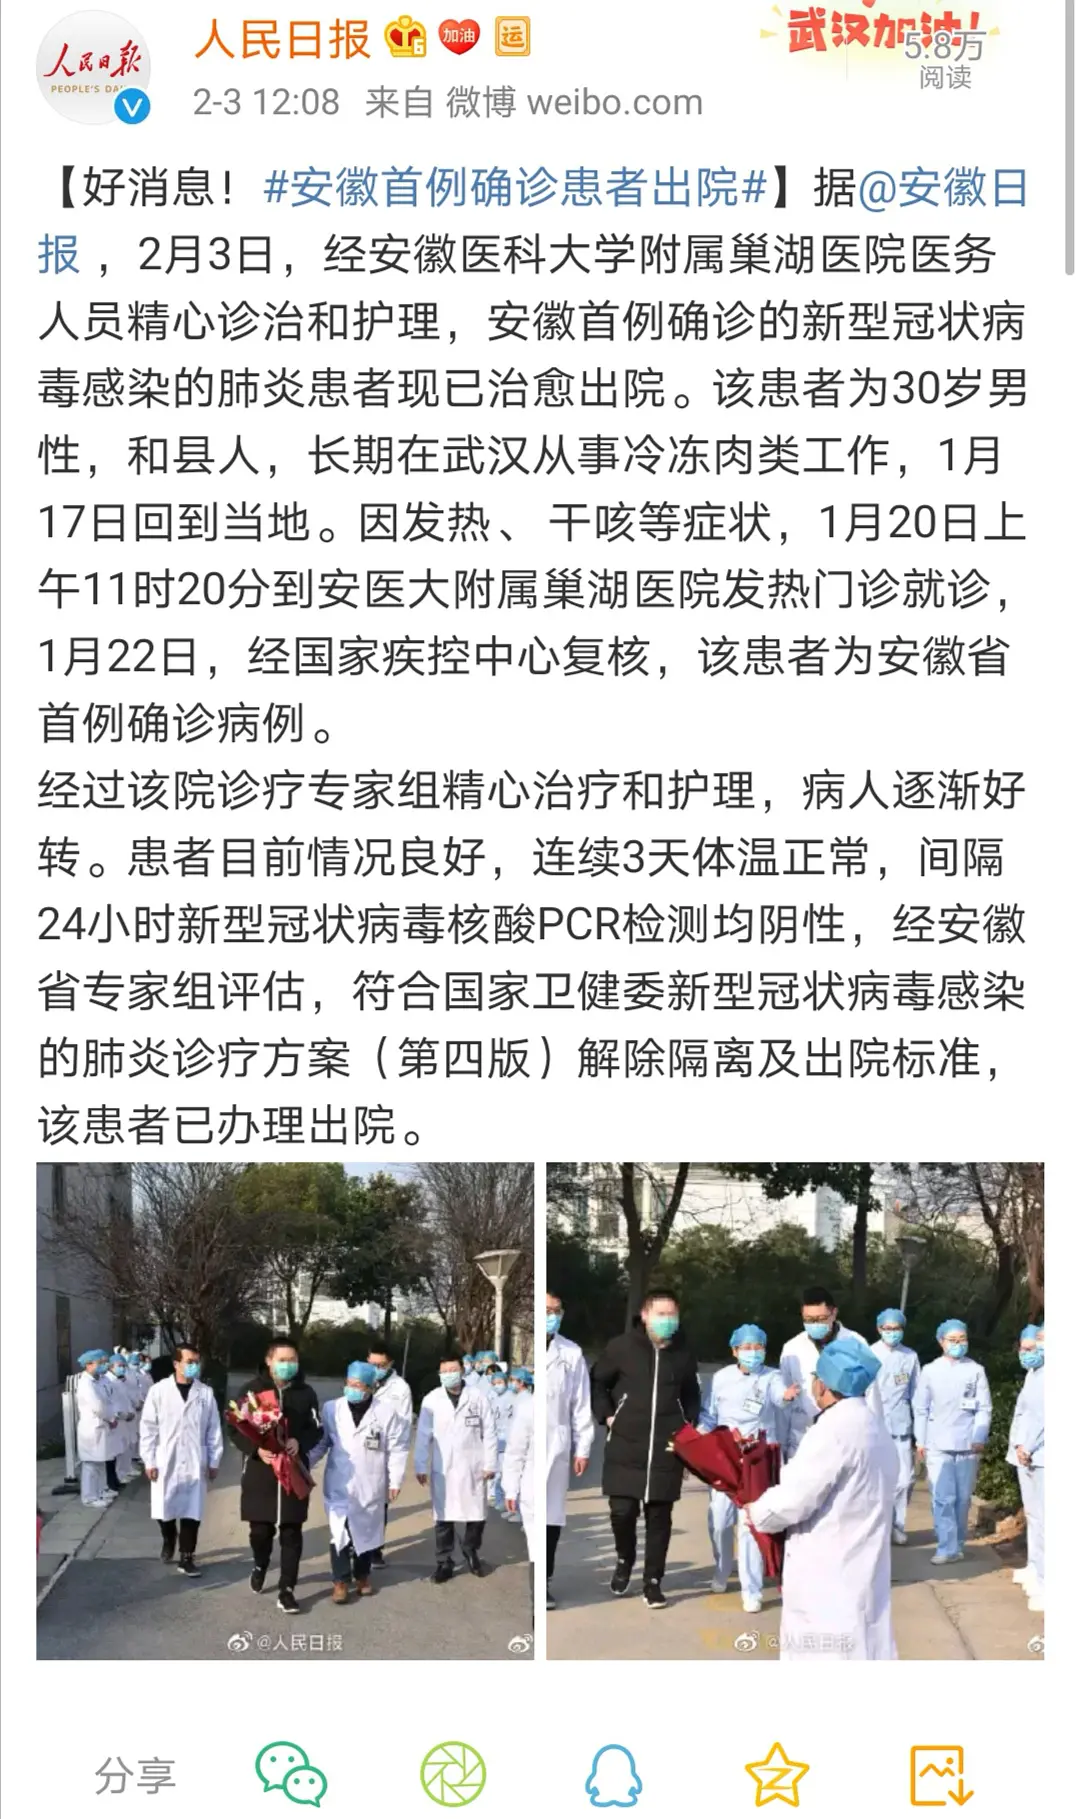 人民日报
PEOPLE'S DA
人民日报 6 加油 运
武汉加油!
5.8万
阅读
2-3 12:08 来自 微博 weibo.com
【好消息！#安徽首例确诊患者出院#】据@安徽日
报，2月3日，经安徽医科大学附属巢湖医院医务
人员精心诊治和护理，安徽首例确诊的新型冠状病
毒感染的肺炎患者现已治愈出院。该患者为30岁男
性，和县人，长期在武汉从事冷冻肉类工作，1月
17日回到当地。因发热、干咳等症状，1月20日上
午11时20分到安医大附属巢湖医院发热门诊就诊，
1月22日，经国家疾控中心复核，该患者为安徽省
首例确诊病例。
经过该院诊疗专家组精心治疗和护理，病人逐渐好
转。患者目前情况良好，连续3天体温正常，间隔
24小时新型冠状病毒核酸PCR检测均阴性，经安徽
省专家组评估，符合国家卫健委新型冠状病毒感染
的肺炎诊疗方案（第四版）解除隔离及出院标准，
该患者已办理出院。
@人民日报
@人民日报
分享